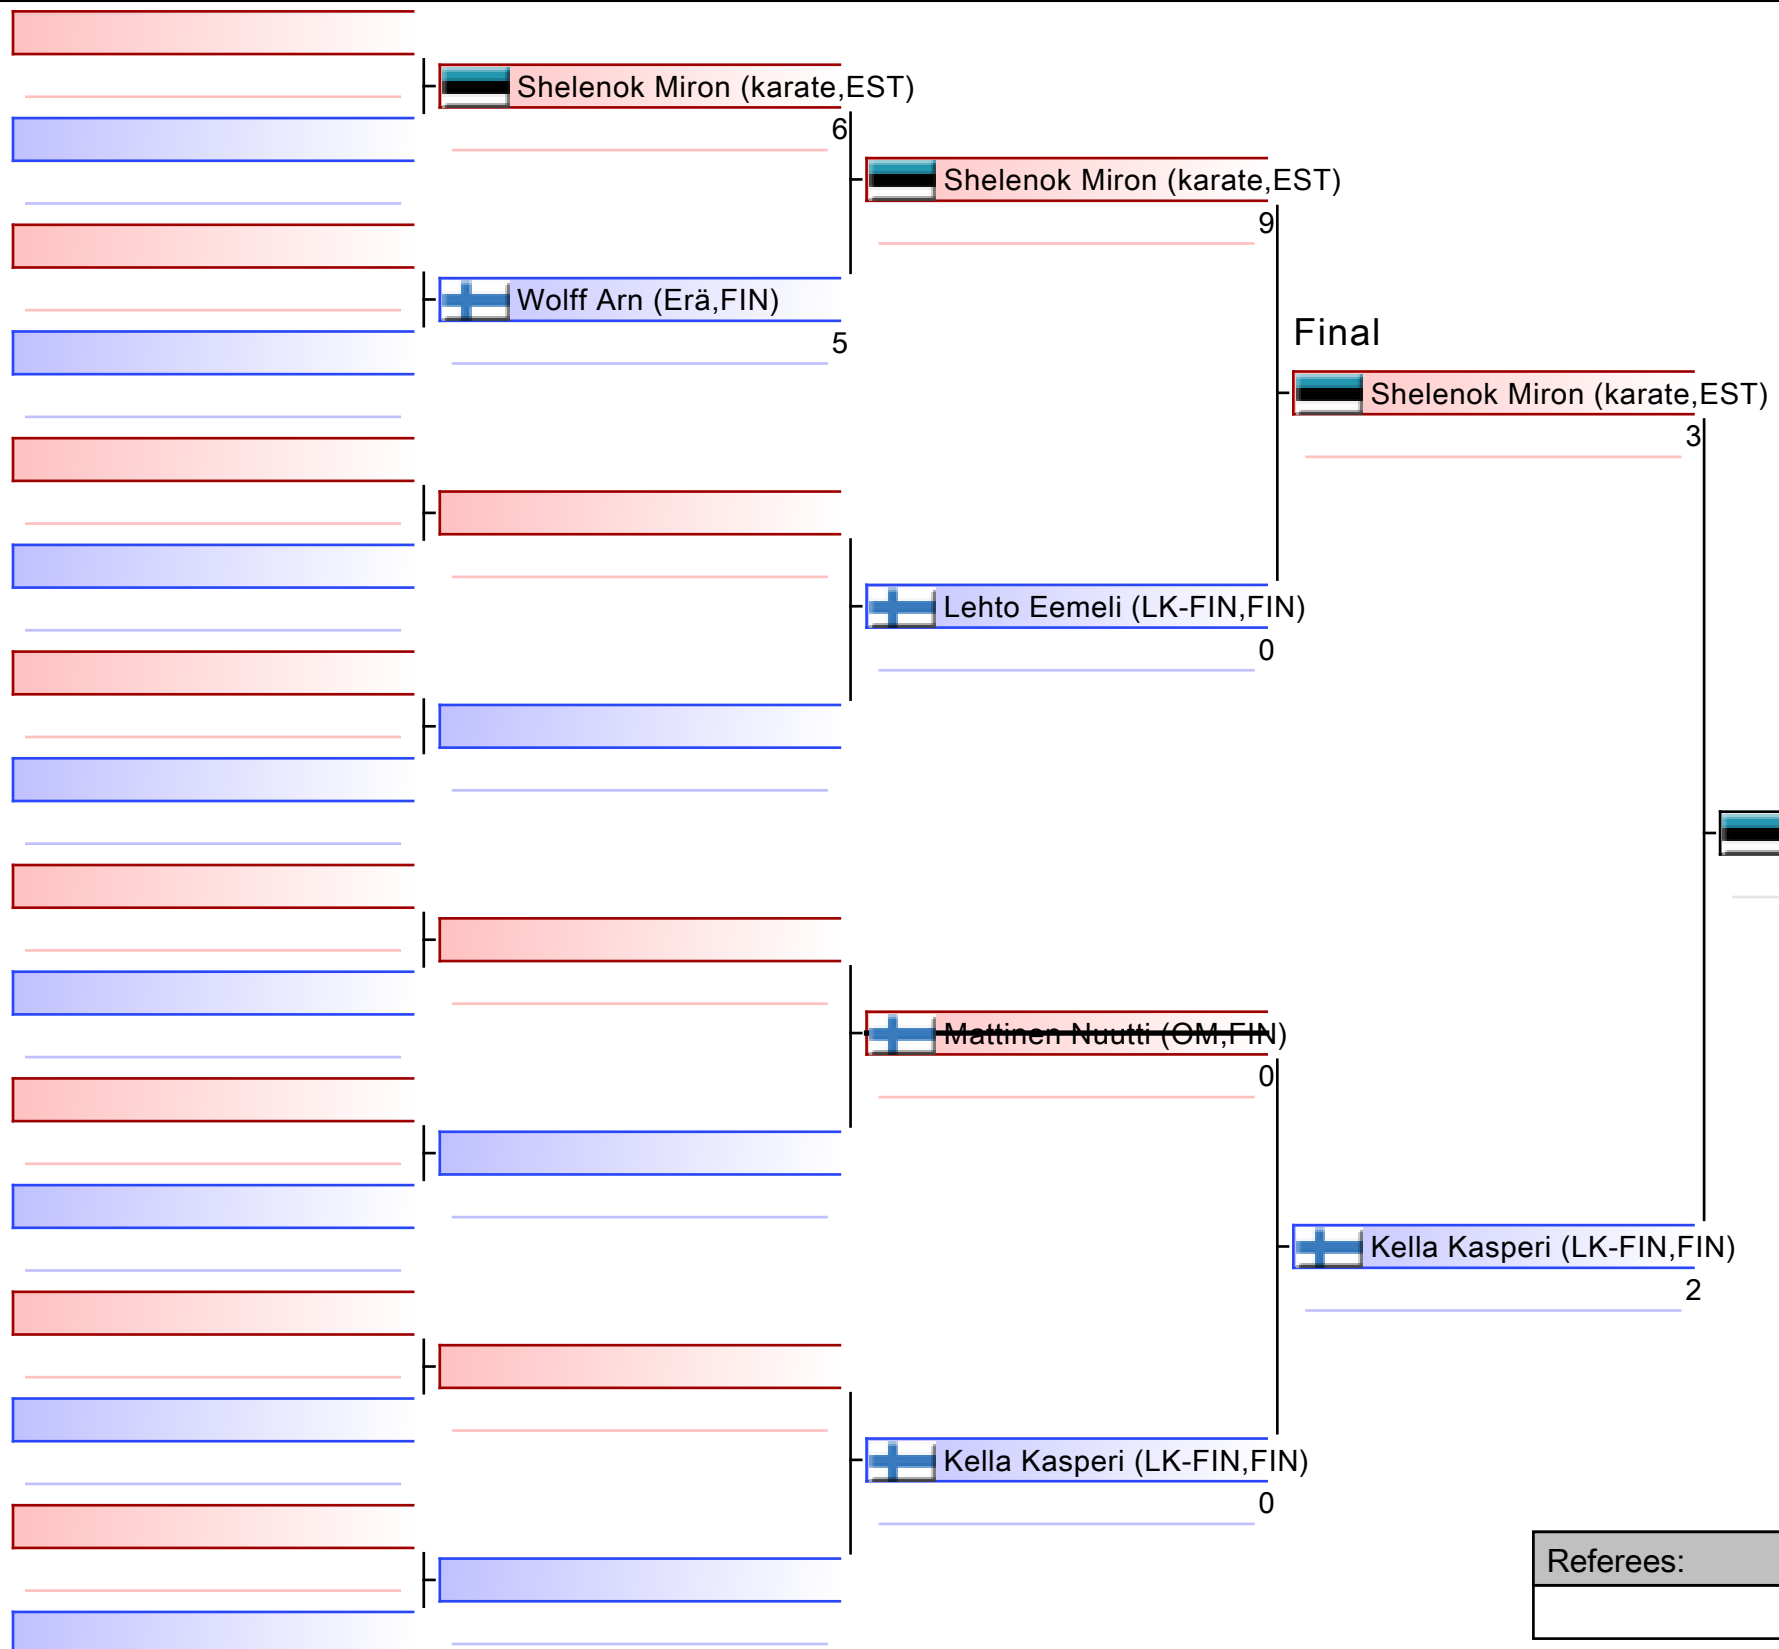 Shelenok Miron (karate,EST)
6
Shelenok Miron (karate,EST)
9
Wolff Arn (Erä,FIN)
5
Final
Shelenok Miron (karate,EST)
3
Lehto Eemeli (LK-FIN,FIN)
0
Mattinen Nuutti (OM,FIN)
0
Kella Kasperi (LK-FIN,FIN)
2
Kella Kasperi (LK-FIN,FIN)
0
Referees: